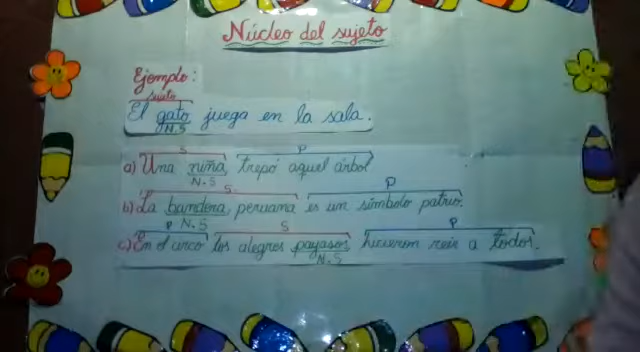 Núcleo del sujeto
Ejemplo:
sujeto
El gato juega en la sala.
N.S
S P
a) Una niña trepó aquel árbol
N.S
S P
b) La bandera peruana es un símbolo patrio.
N.S
P S P
c) En el circo los alegres payasos hicieron reir a todos.
N.S